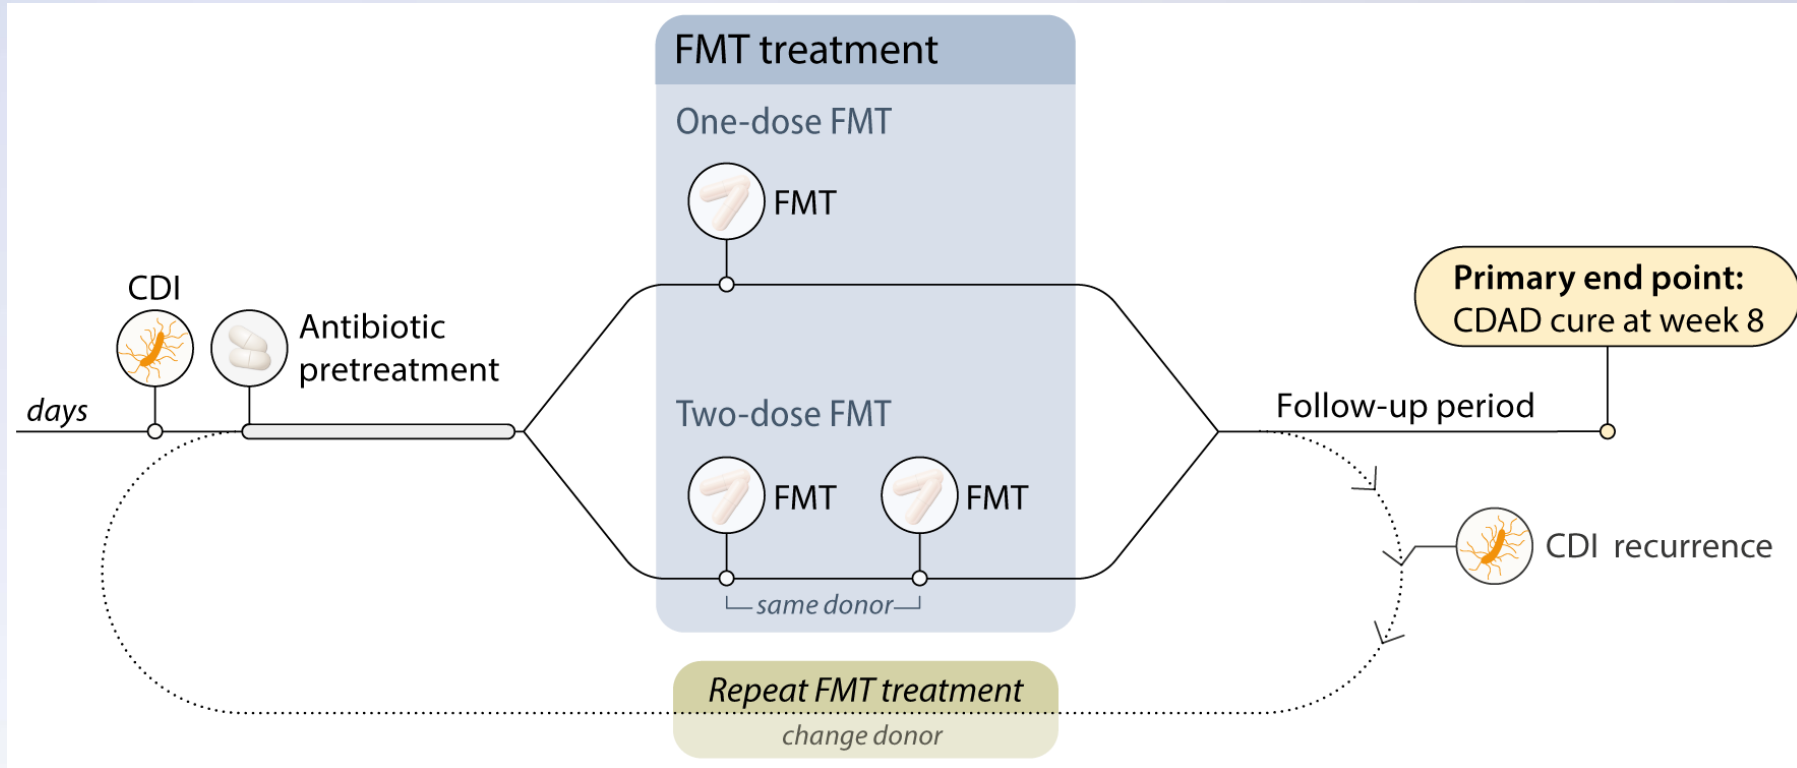 FMT treatment
One-dose FMT
FMT
CDI
Antibiotic
pretreatment
days
Two-dose FMT
FMT
FMT
same donor
Primary end point:
CDAD cure at week 8
Follow-up period
CDI recurrence
Repeat FMT treatment
change donor